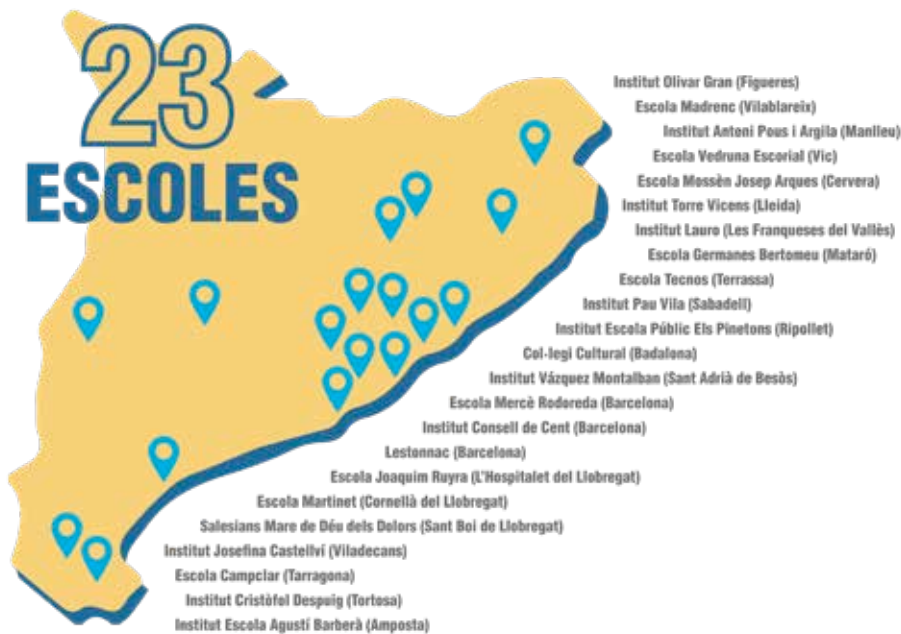 23
ESCOLES
Institut Olivar Gran (Figueres)
Escola Madrenc (Vilablareix)
Institut Antoni Pous i Argila (Manlleu)
Escola Vedruna Escorial (Vic)
Escola Mossèn Josep Arques (Cervera)
Institut Torre Vicens (Lleida)
Institut Lauro (Les Franqueses del Vallès)
Escola Germanes Bertomeu (Mataró)
Escola Tecnos (Terrassa)
Institut Pau Vila (Sabadell)
Institut Escola Públic Els Pinetons (Ripollet)
Col·legi Cultural (Badalona)
Institut Vázquez Montalban (Sant Adrià de Besòs)
Escola Mercè Rodoreda (Barcelona)
Institut Consell de Cent (Barcelona)
Lestonnac (Barcelona)
Escola Joaquim Ruyra (L'Hospitalet del Llobregat)
Escola Martinet (Cornellà del Llobregat)
Salesians Mare de Déu dels Dolors (Sant Boi de Llobregat)
Institut Josefina Castellví (Viladecans)
Escola Campclar (Tarragona)
Institut Cristòfol Despuig (Tortosa)
Institut Escola Agustí Barberà (Amposta)